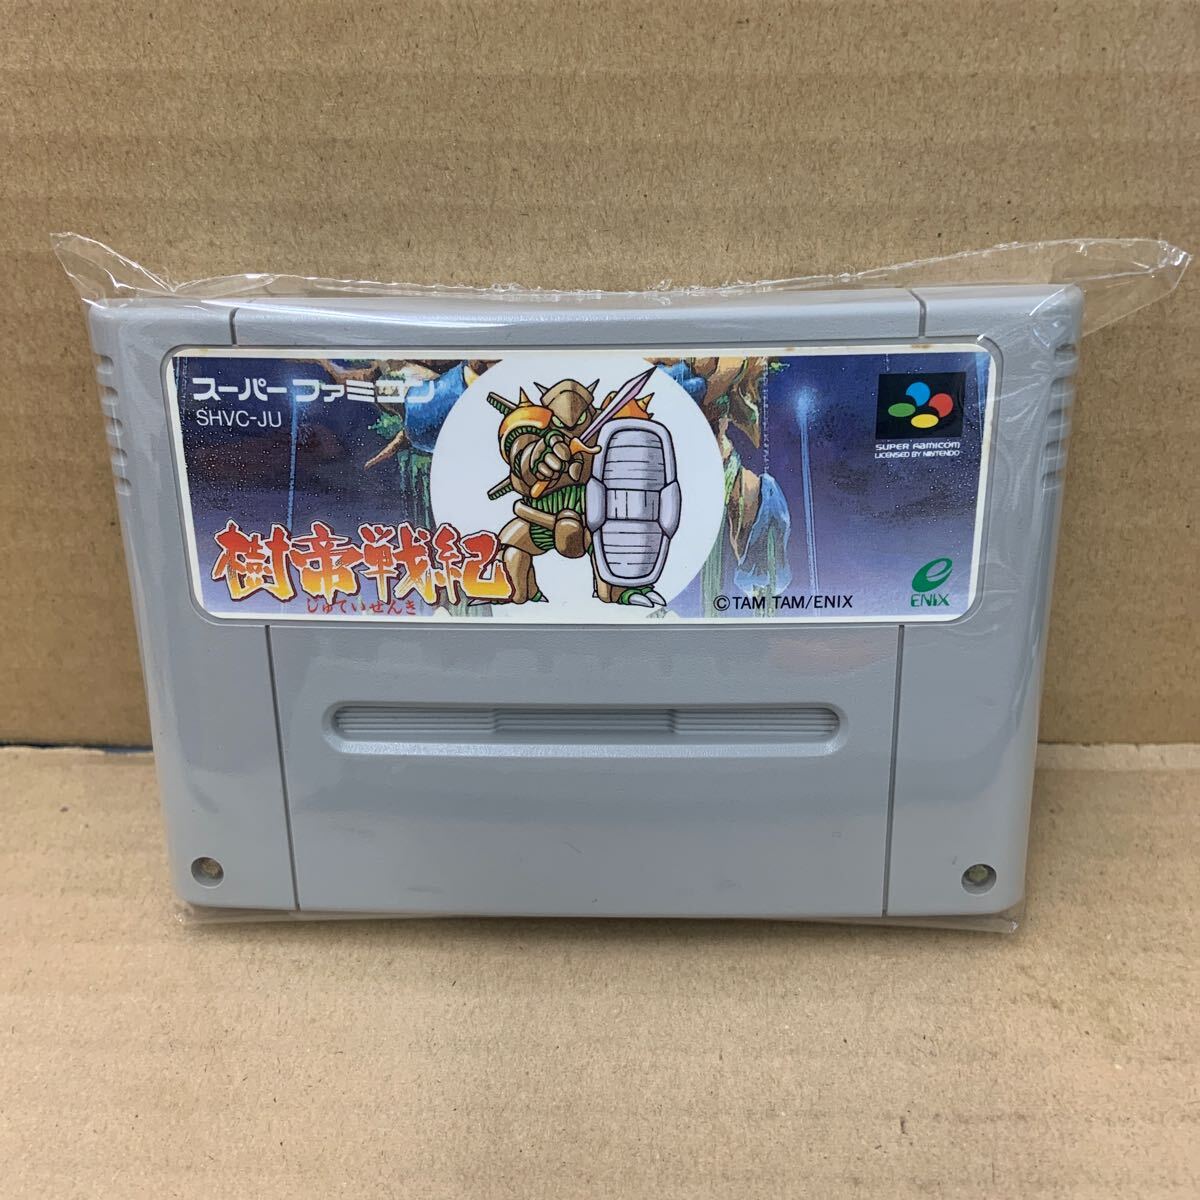 スーパーファミコン
SHVC-JU
SUPER FAMICOM
LICENSED BY NINTENDO
樹帝戦紀
じゅていせんき
©TAM TAM/ENIX
ENIX